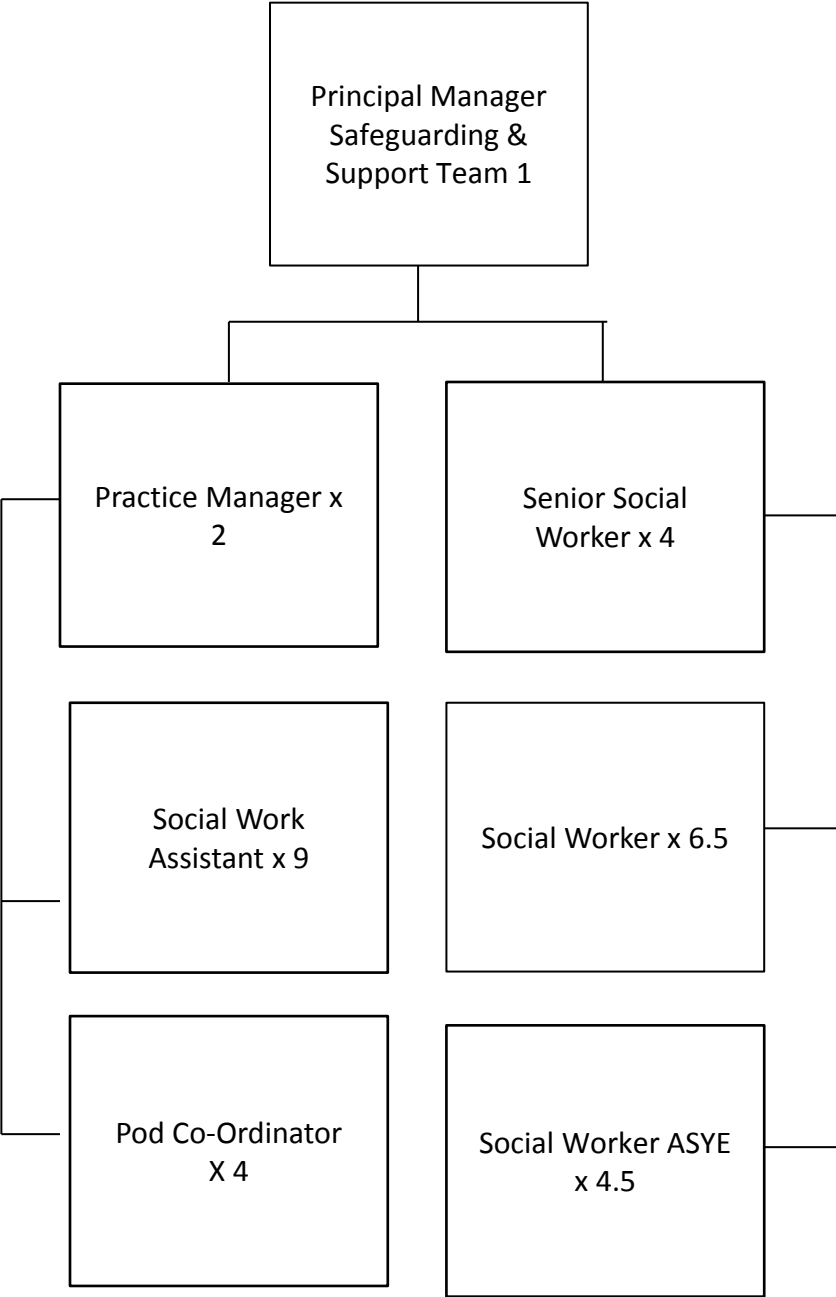 Principal Manager
Safeguarding &
Support Team 1
Practice Manager x
2
Senior Social
Worker x 4
Social Work
Assistant x 9
Social Worker x 6.5
Pod Co-Ordinator
X 4
Social Worker ASYE
x 4.5